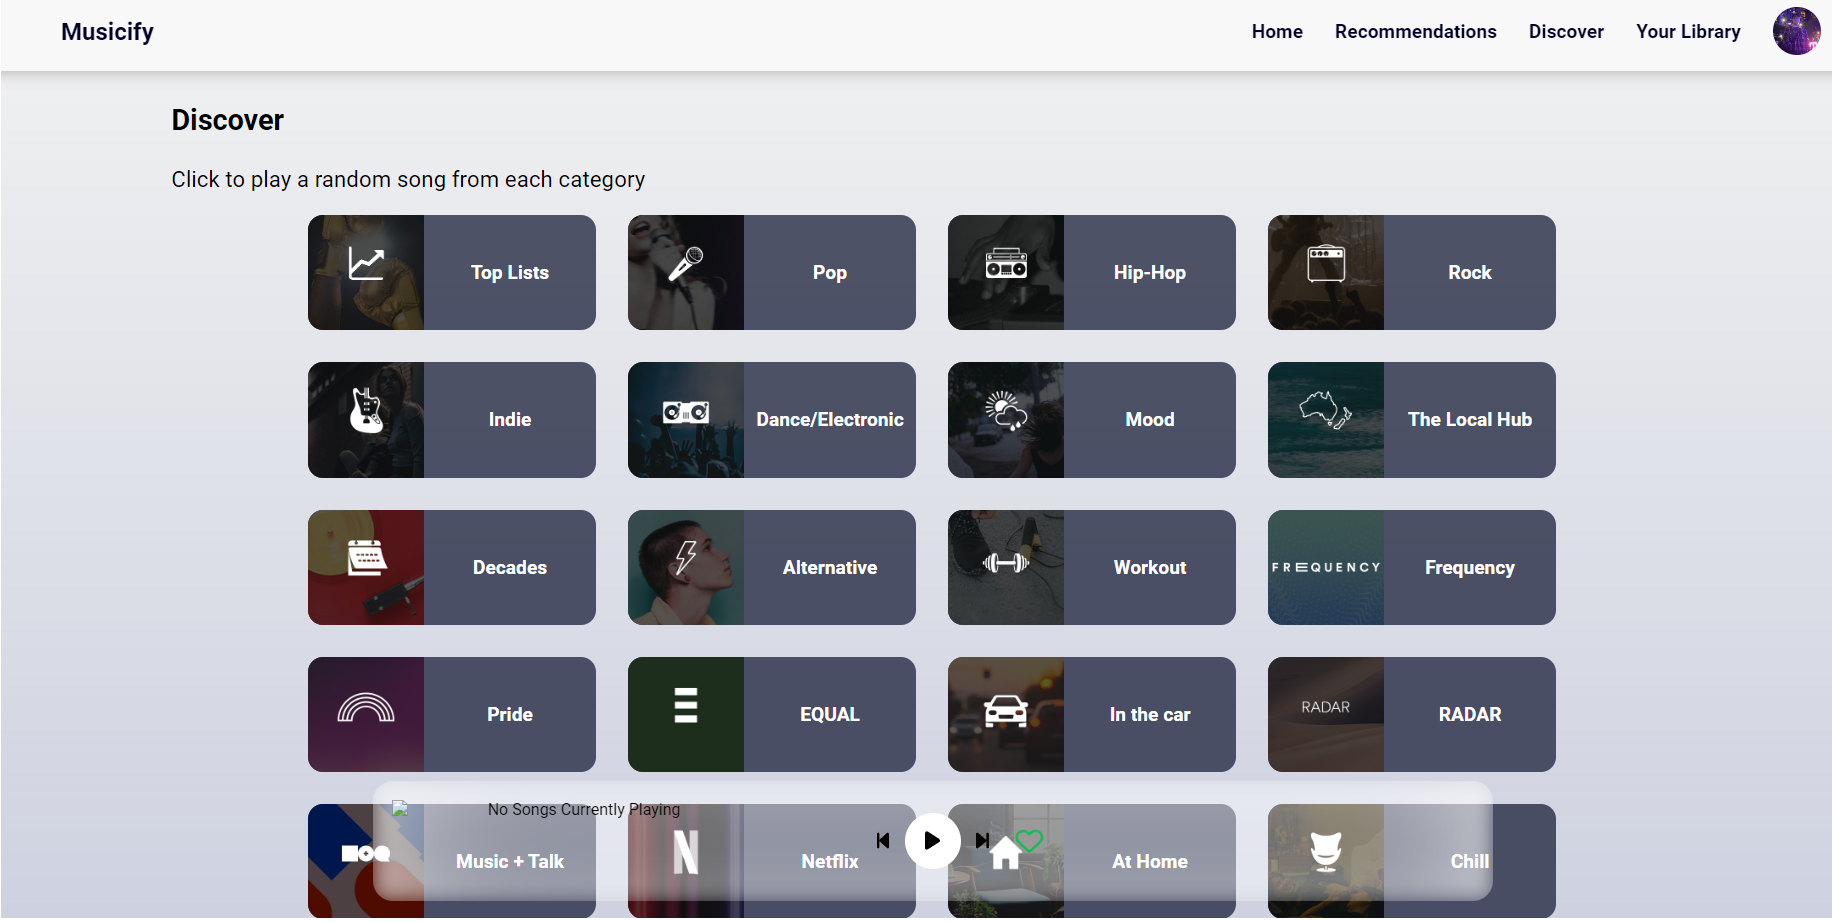 Musicify
Home Recommendations Discover Your Library
Discover
Click to play a random song from each category
Top Lists
Pop
Hip-Hop
Rock
Indie
Dance/Electronic
Mood
The Local Hub
Decades
Alternative
Workout
FREQUENCY
Frequency
Pride
EQUAL
In the car
RADAR
RADAR
No Songs Currently Playing
Music + Talk
N
Netflix
At Home
Chill